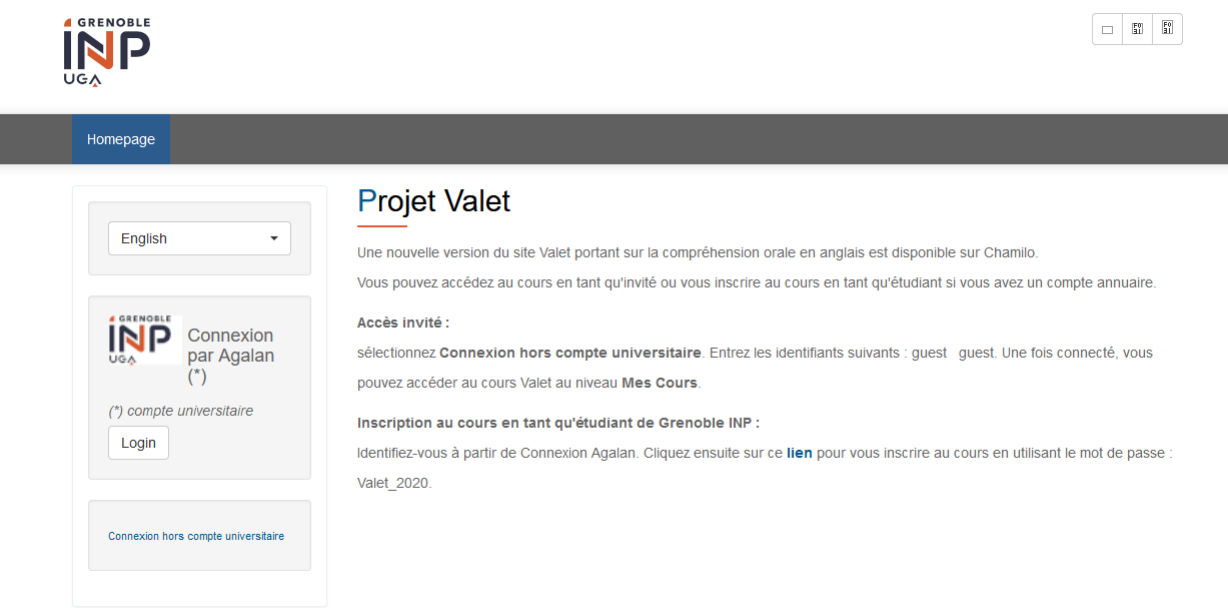 GRENOBLE
INP
UGA
Homepage
English
GRENOBLE
INP
UGA
Connexion
par Agalan
(*)
(*) compte universitaire
Login
Connexion hors compte universitaire
Projet Valet
Une nouvelle version du site Valet portant sur la compréhension orale en anglais est disponible sur Chamilo.
Vous pouvez accédez au cours en tant qu'invité ou vous inscrire au cours en tant qu'étudiant si vous avez un compte annuaire.
Accès invité :
sélectionnez Connexion hors compte universitaire. Entrez les identifiants suivants : guest   guest. Une fois connecté, vous
pouvez accéder au cours Valet au niveau Mes Cours.
Inscription au cours en tant qu'étudiant de Grenoble INP :
Identifiez-vous à partir de Connexion Agalan. Cliquez ensuite sur ce lien pour vous inscrire au cours en utilisant le mot de passe :
Valet_2020.